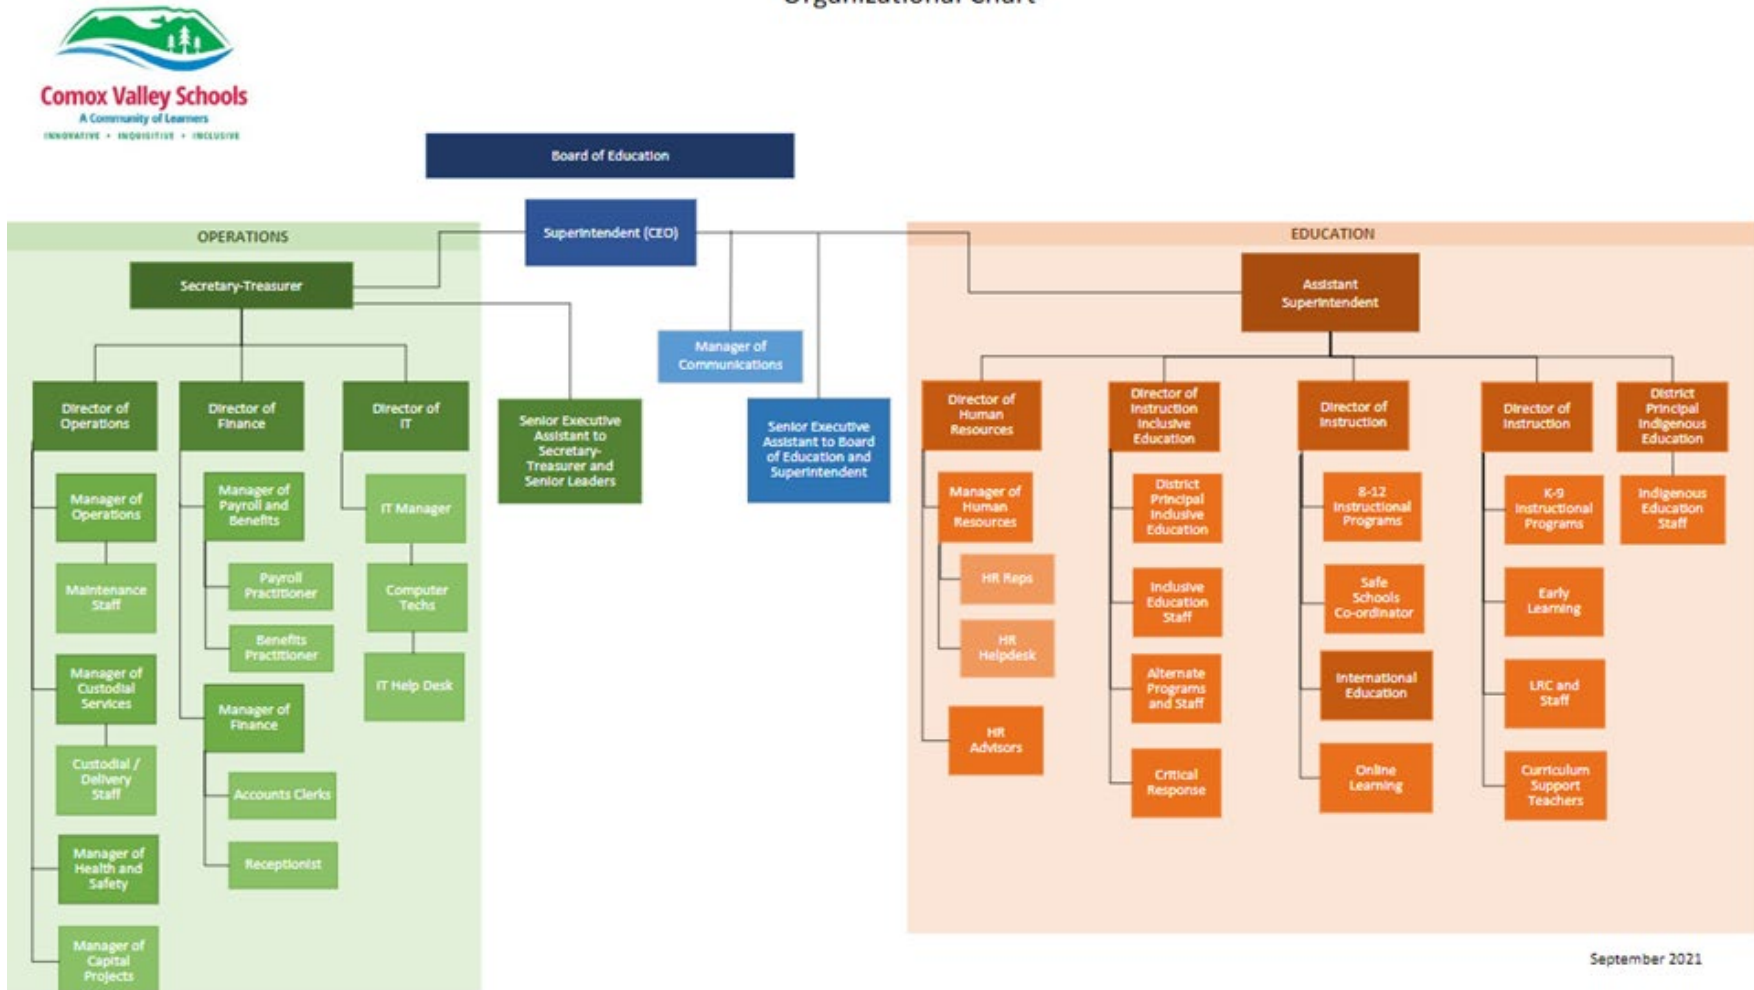 Organizational Chart
Comox Valley Schools
A Community of Learners
INNOVATIVE • INQUISITIVE • INCLUSIVE
Board of Education
Superintendent (CEO)
OPERATIONS
EDUCATION
Secretary-Treasurer
Assistant
Superintendent
Manager of
Communications
Director of
Operations
Director of
Finance
Director of
IT
Senior Executive
Assistant to
Secretary-
Treasurer and
Senior Leaders
Senior Executive
Assistant to Board
of Education and
Superintendent
Director of
Human
Resources
Director of
Instruction
Inclusive
Education
Director of
Instruction
Director of
Instruction
District
Principal
Indigenous
Education
Manager of
Operations
Manager of
Payroll and
Benefits
IT Manager
Manager of
Human
Resources
District
Principal
Inclusive
Education
8-12
Instructional
Programs
K-9
Instructional
Programs
Indigenous
Education
Staff
Maintenance
Staff
Payroll
Practitioner
Computer
Techs
HR Reps
Inclusive
Education
Staff
Safe
Schools
Co-ordinator
Early
Learning
Benefits
Practitioner
HR
Helpdesk
Manager of
Custodial
Services
Manager of
Finance
IT Help Desk
Alternate
Programs
and Staff
International
Education
LRC and
Staff
HR
Advisors
Custodial /
Delivery
Staff
Accounts Clerks
Critical
Response
Online
Learning
Curriculum
Support
Teachers
Manager of
Health and
Safety
Receptionist
Manager of
Capital
Projects
September 2021